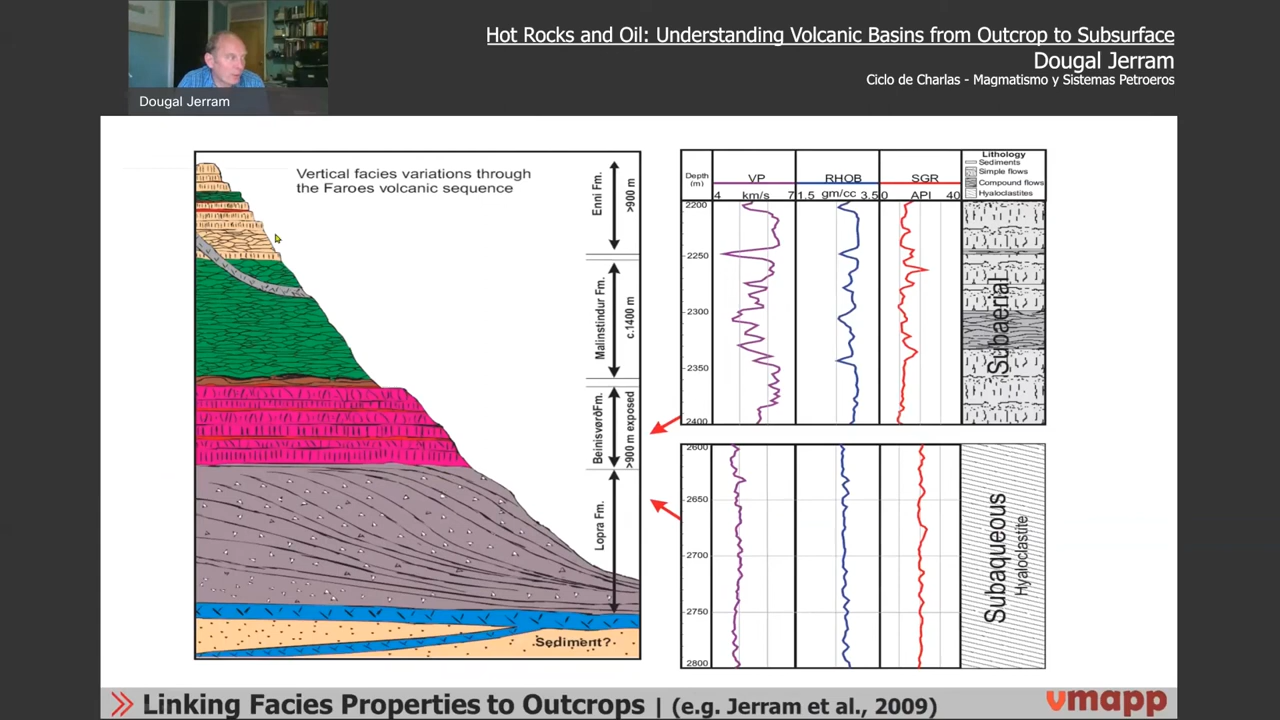 Hot Rocks and Oil: Understanding Volcanic Basins from Outcrop to Subsurface
Dougal Jerram
Ciclo de Charlas - Magmatismo y Sistemas Petroeros
Dougal Jerram
Vertical facies variations through
the Faroes volcanic sequence
Enni Fm.
>900 m
Malinstindur Fm.
c.1400 m
BeinisvørðFm.
>900 m exposed
Lopra Fm.
Sediment?
Depth
(m)
VP
4 km/s 7
RHOB
1.5 gm/cc 3.5
SGR
0 API 40
Lithology
Sediments
Simple flows
Compound flows
Hyaloclastites
2200
2250
2300
2350
2400
Subaerial
2600
2650
2700
2750
2800
Subaqueous
Hyaloclastite
Linking Facies Properties to Outcrops | (e.g. Jerram et al., 2009)
vmapp